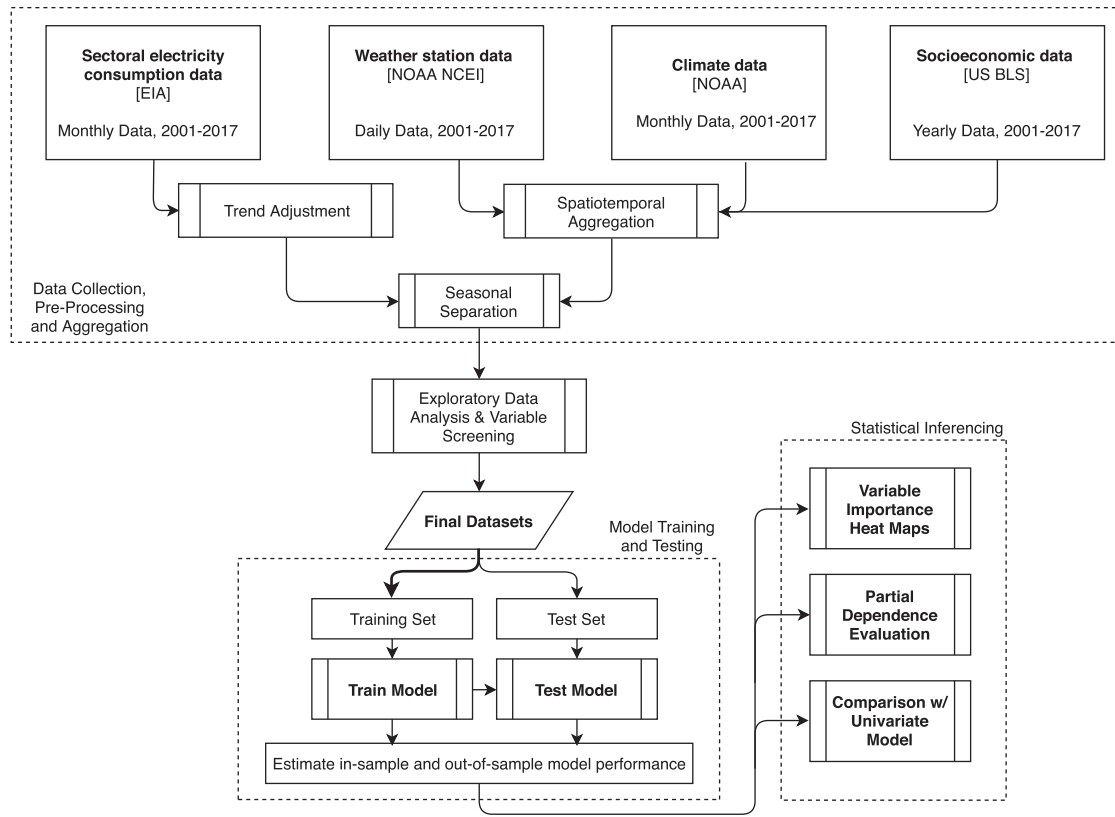 Sectoral electricity
consumption data
[EIA]
Monthly Data, 2001-2017
Weather station data
[NOAA NCEI]
Daily Data, 2001-2017
Climate data
[NOAA]
Monthly Data, 2001-2017
Socioeconomic data
[US BLS]
Yearly Data, 2001-2017
Trend Adjustment
Spatiotemporal
Aggregation
Seasonal
Separation
Data Collection,
Pre-Processing
and Aggregation
Exploratory Data
Analysis & Variable
Screening
Final Datasets
Model Training
and Testing
Training Set
Test Set
Train Model
Test Model
Estimate in-sample and out-of-sample model performance
Statistical Inferencing
Variable
Importance
Heat Maps
Partial
Dependence
Evaluation
Comparison w/
Univariate
Model